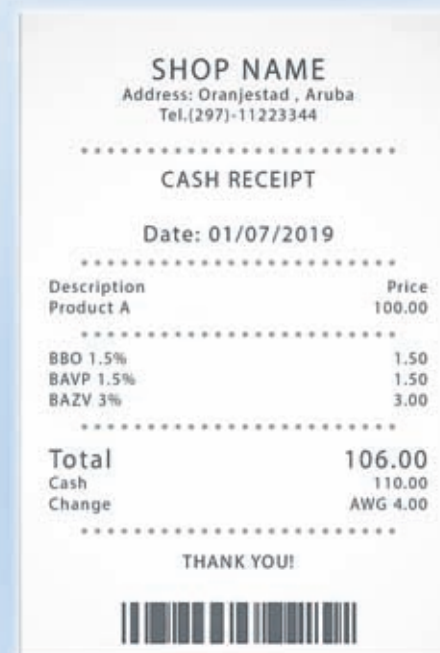 SHOP NAME
Address: Oranjestad , Aruba
Tel.(297)-11223344
CASH RECEIPT
Date: 01/07/2019
Description Price
Product A 100.00
BBO 1.5% 1.50
BAVP 1.5% 1.50
BAZV 3% 3.00
Total 106.00
Cash 110.00
Change AWG 4.00
THANK YOU!